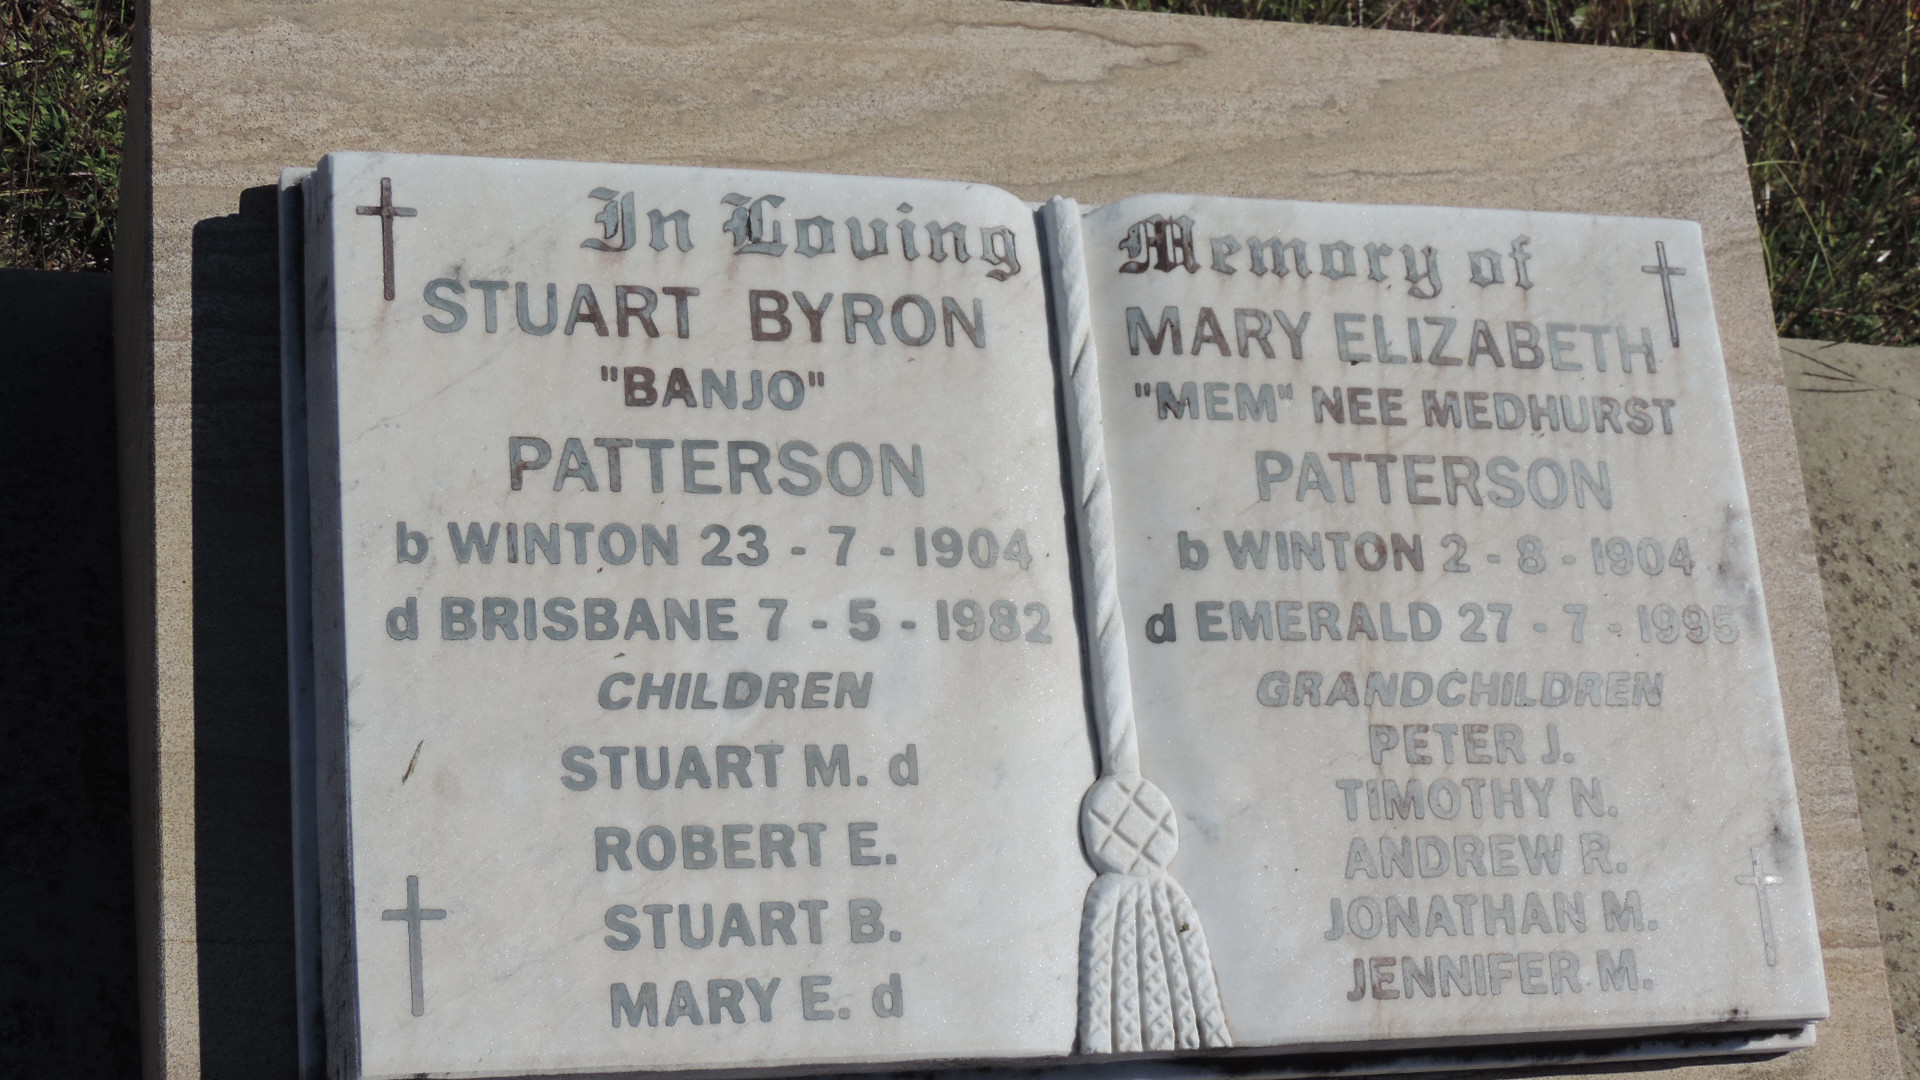 In Loving
STUART BYRON
"BANJO"
PATTERSON
b WINTON 23 - 7 - 1904
d BRISBANE 7 - 5 - 1982
CHILDREN
STUART M. d
ROBERT E.
STUART B.
MARY E. d
Memory of
MARY ELIZABETH
"MEM" NEE MEDHURST
PATTERSON
b WINTON 2 - 8 - 1904
d EMERALD 27 - 7 - 1995
GRANDCHILDREN
PETER J.
TIMOTHY N.
ANDREW R.
JONATHAN M.
JENNIFER M.